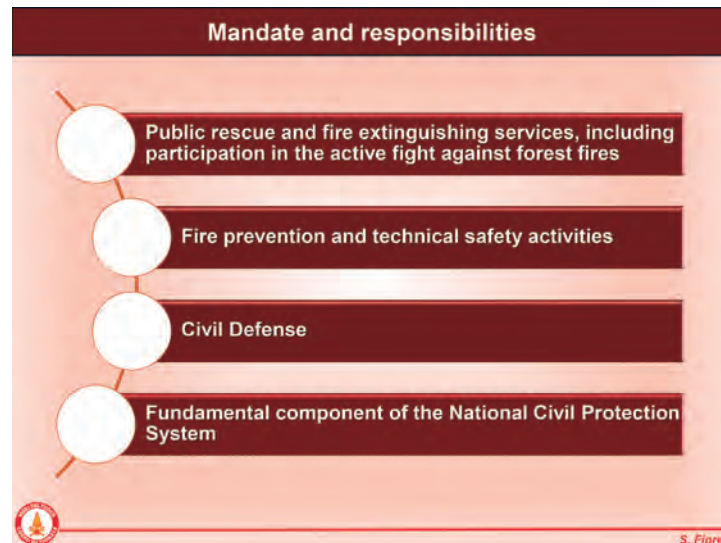 Mandate and responsibilities
Public rescue and fire extinguishing services, including
participation in the active fight against forest fires
Fire prevention and technical safety activities
Civil Defense
Fundamental component of the National Civil Protection
System
S. Fiore